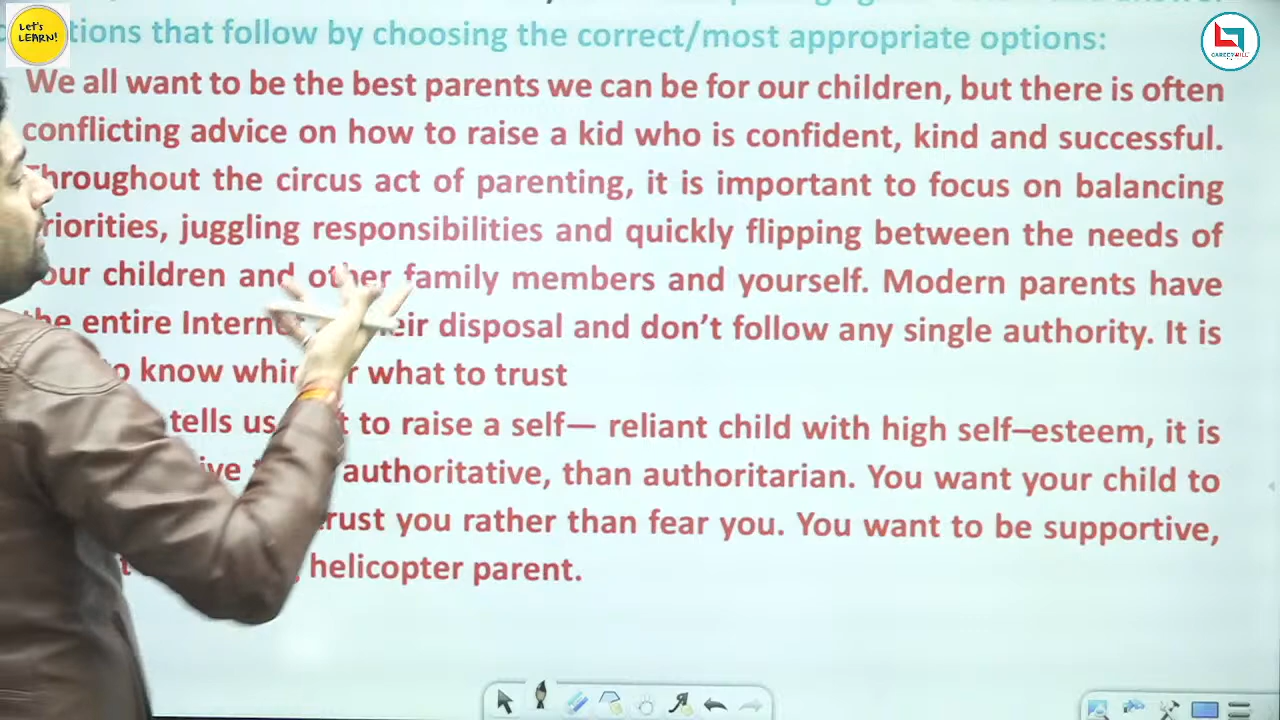 LET'S LEARN!
tions that follow by choosing the correct/most appropriate options:
CAREERWILL
We all want to be the best parents we can be for our children, but there is often
conflicting advice on how to raise a kid who is confident, kind and successful.
Throughout the circus act of parenting, it is important to focus on balancing
riorities, juggling responsibilities and quickly flipping between the needs of
our children and other family members and yourself. Modern parents have
the entire Intern eir disposal and don't follow any single authority. It is
o know whi r what to trust
tells us t to raise a self— reliant child with high self–esteem, it is
ive authoritative, than authoritarian. You want your child to
rust you rather than fear you. You want to be supportive,
t helicopter parent.